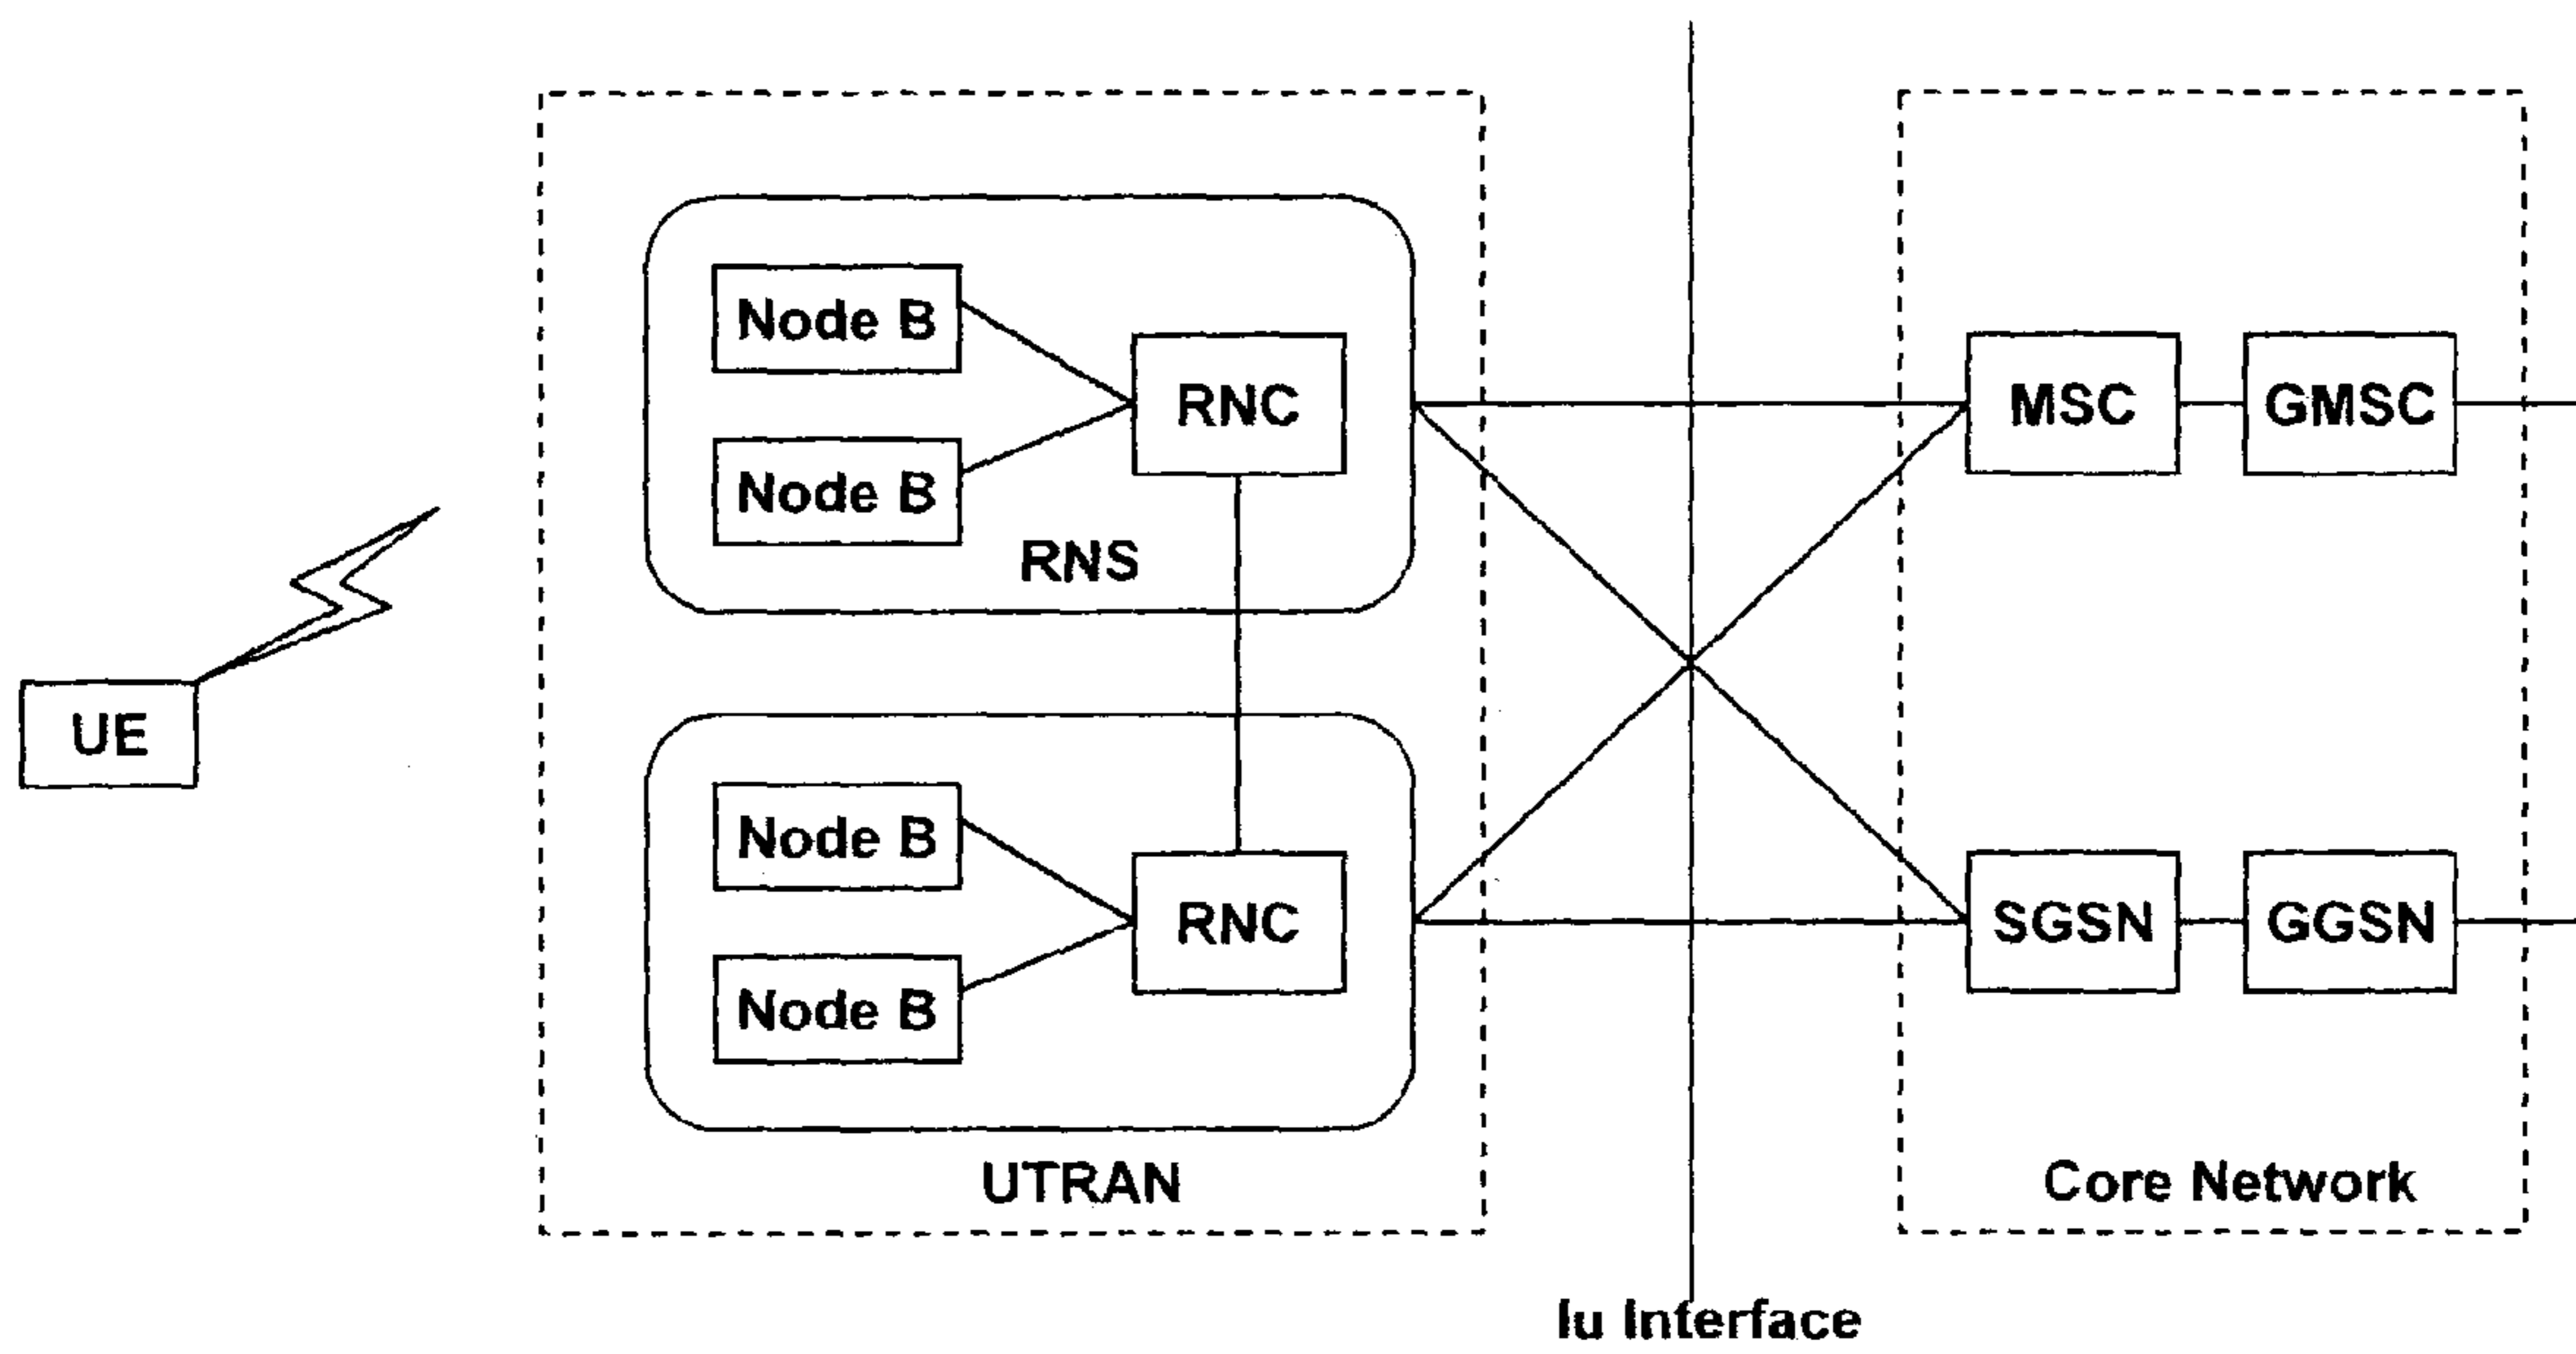 Node B
RNC
Node B
RNS
UE
Node B
RNC
Node B
UTRAN
MSC
GMSC
SGSN
GGSN
Core Network
Iu Interface